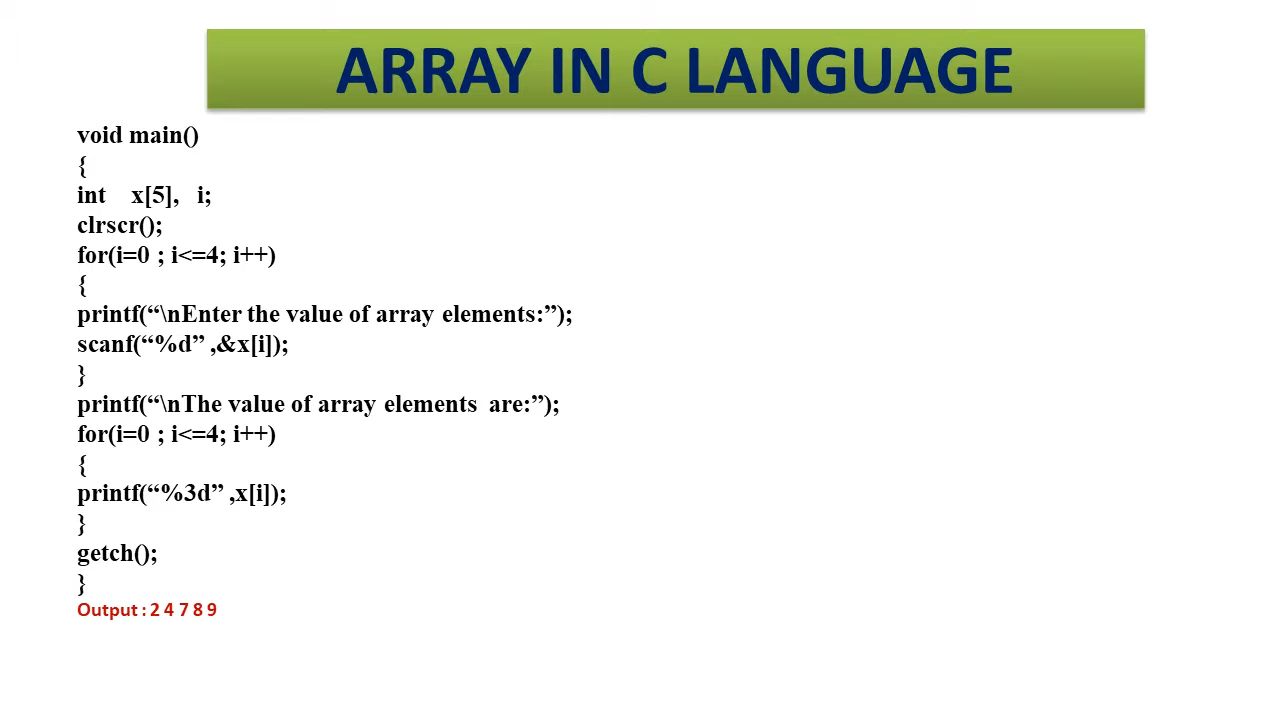 ARRAY IN C LANGUAGE
void main()
{
int x[5], i;
clrscr();
for(i=0 ; i<=4; i++)
{
printf(“\nEnter the value of array elements:”);
scanf(“%d” ,&x[i]);
}
printf(“\nThe value of array elements are:”);
for(i=0 ; i<=4; i++)
{
printf(“%3d” ,x[i]);
}
getch();
}
Output : 2 4 7 8 9